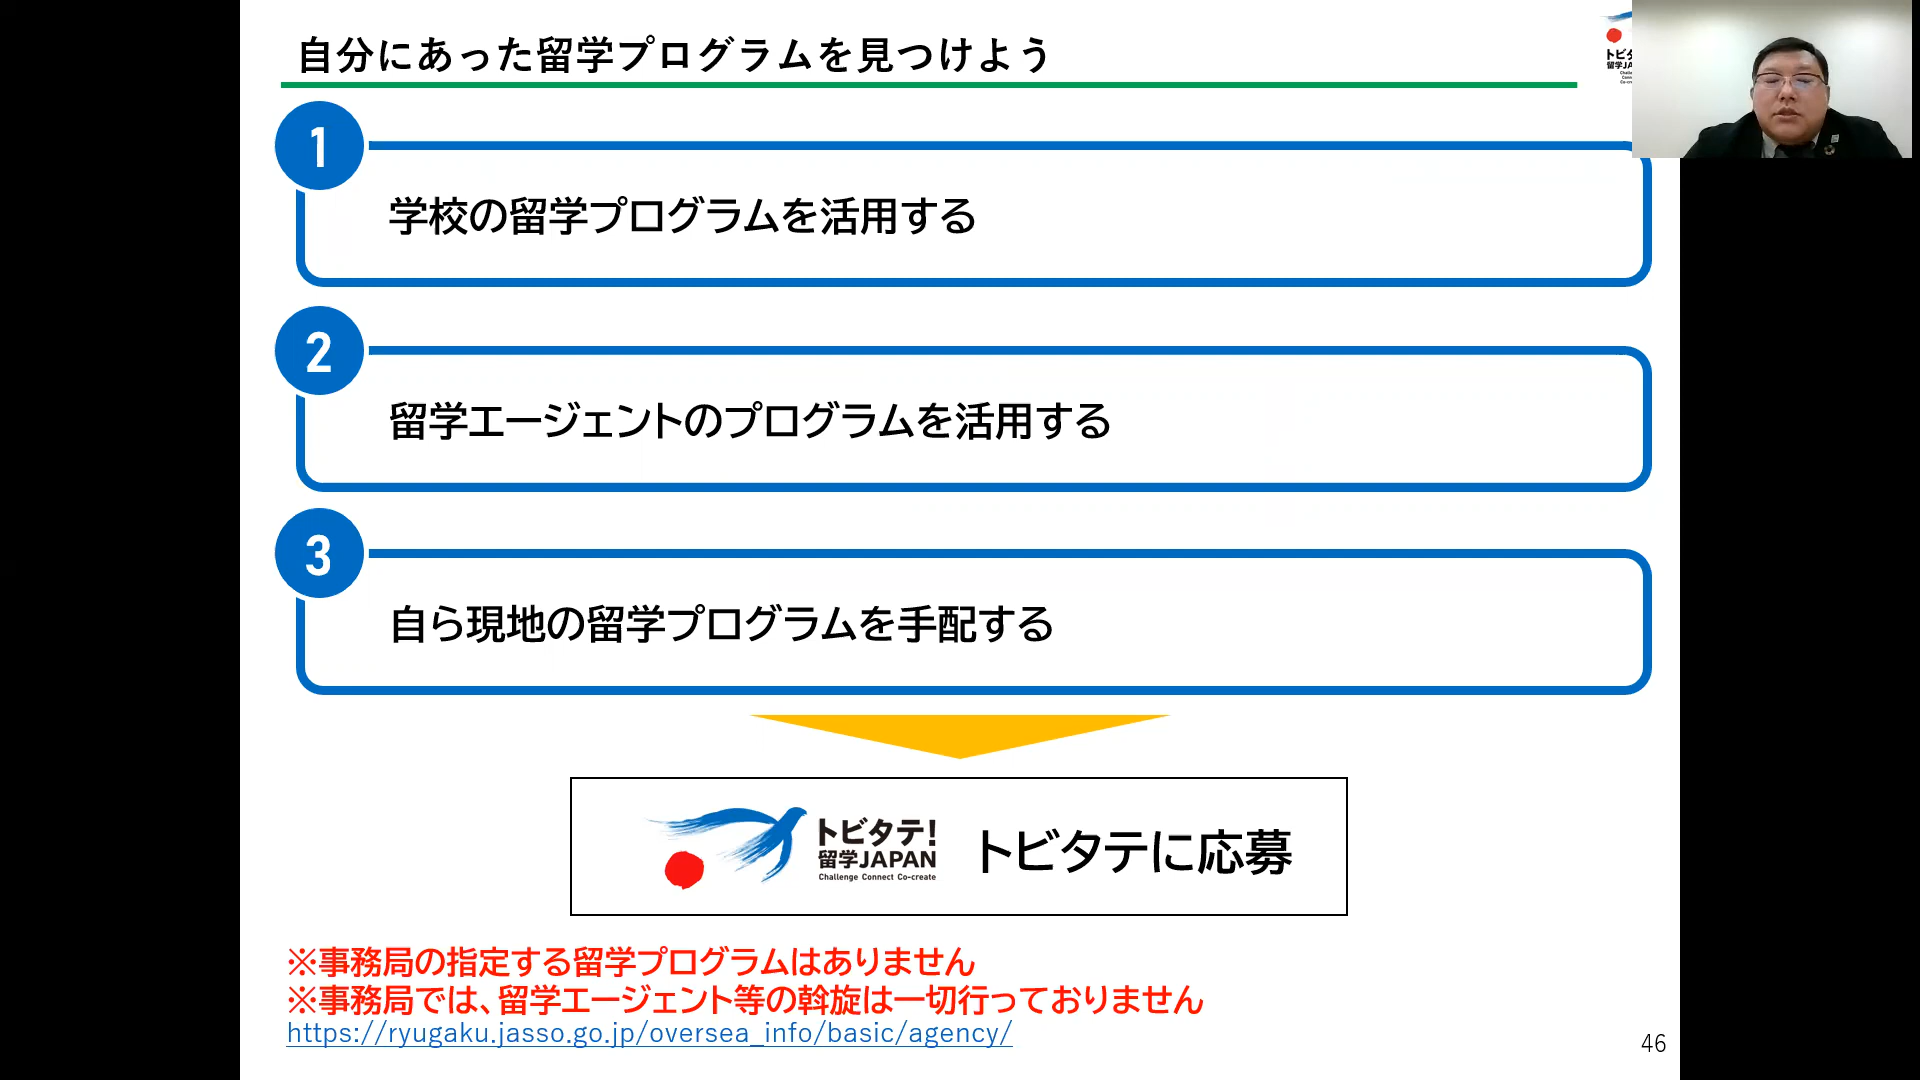 自分にあった留学プログラムを見つけよう
1
学校の留学プログラムを活用する
2
留学エージェントのプログラムを活用する
3
自ら現地の留学プログラムを手配する
トビタテ!
留学JAPAN
Challenge Connect Co-create
トビタテに応募
※事務局の指定する留学プログラムはありません
※事務局では、留学エージェント等の斡旋は一切行っておりません
https://ryugaku.jasso.go.jp/oversea_info/basic/agency/
46